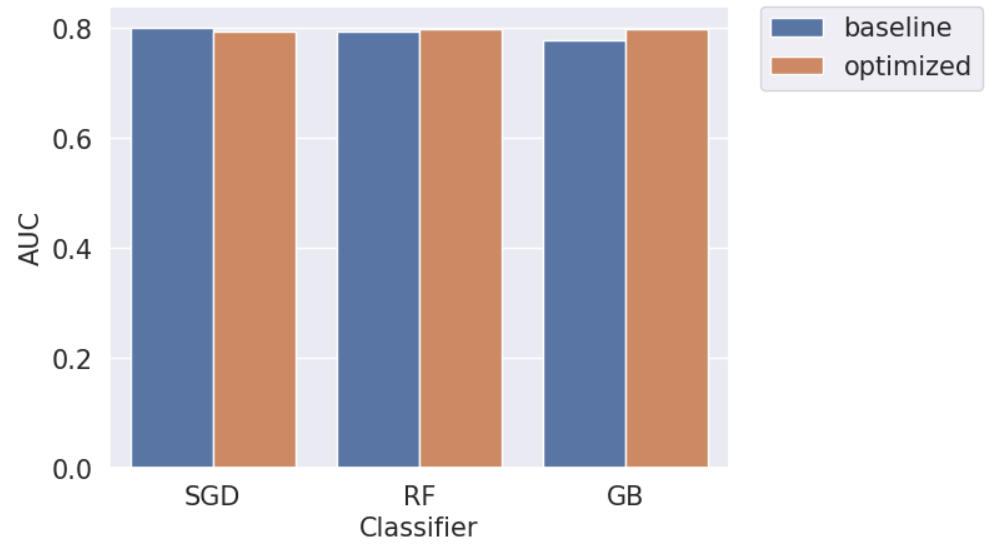 0.8
0.6
0.4
0.2
0.0
AUC
SGD
RF
GB
Classifier
baseline
optimized